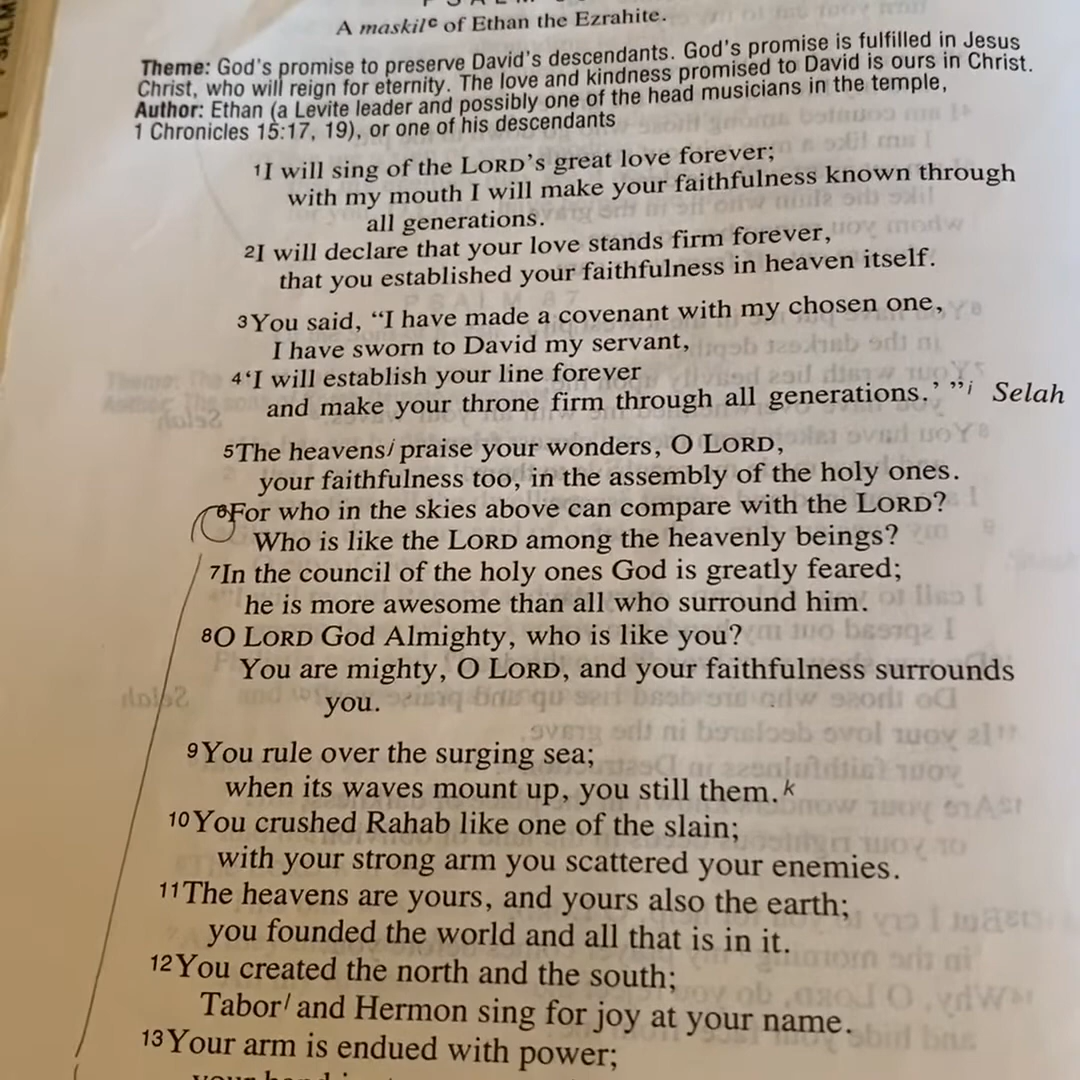 A maskilᶜ of Ethan the Ezrahite.
Theme: God's promise to preserve David's descendants. God's promise is fulfilled in Jesus
Christ, who will reign for eternity. The love and kindness promised to David is ours in Christ.
Author: Ethan (a Levite leader and possibly one of the head musicians in the temple,
1 Chronicles 15:17, 19), or one of his descendants
1I will sing of the LORD's great love forever;
with my mouth I will make your faithfulness known through
all generations.
2I will declare that your love stands firm forever,
that you established your faithfulness in heaven itself.
3You said, “I have made a covenant with my chosen one,
I have sworn to David my servant,
4‘I will establish your line forever
and make your throne firm through all generations.’ ”i Selah
5The heavensj praise your wonders, O LORD,
your faithfulness too, in the assembly of the holy ones.
6For who in the skies above can compare with the LORD?
Who is like the LORD among the heavenly beings?
7In the council of the holy ones God is greatly feared;
he is more awesome than all who surround him.
8O LORD God Almighty, who is like you?
You are mighty, O LORD, and your faithfulness surrounds
you.
9You rule over the surging sea;
when its waves mount up, you still them.k
10You crushed Rahab like one of the slain;
with your strong arm you scattered your enemies.
11The heavens are yours, and yours also the earth;
you founded the world and all that is in it.
12You created the north and the south;
Taborl and Hermon sing for joy at your name.
13Your arm is endued with power;